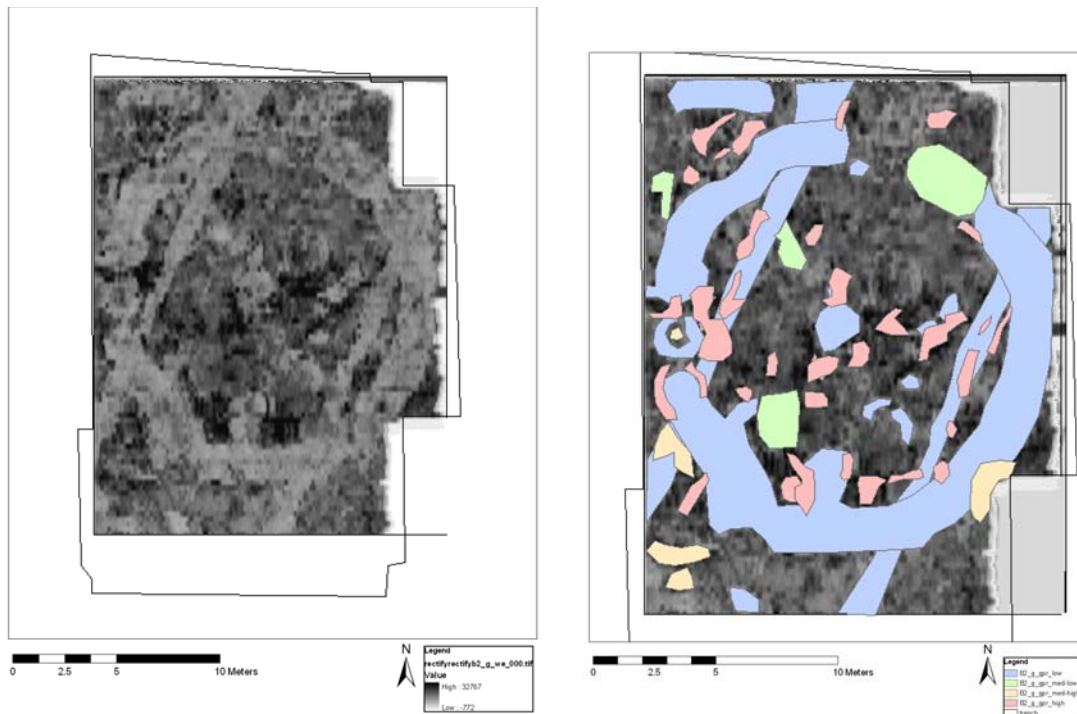 0
2.5
5
10 Meters
N
Legend
rectifyrectifyb2_g_we_000.tif
Value
High : 32767
Low : -772
0
2.5
5
10 Meters
N
Legend
B2_g_gpr_low
B2_g_gpr_med-low
B2_g_gpr_med-high
B2_g_gpr_high
trench